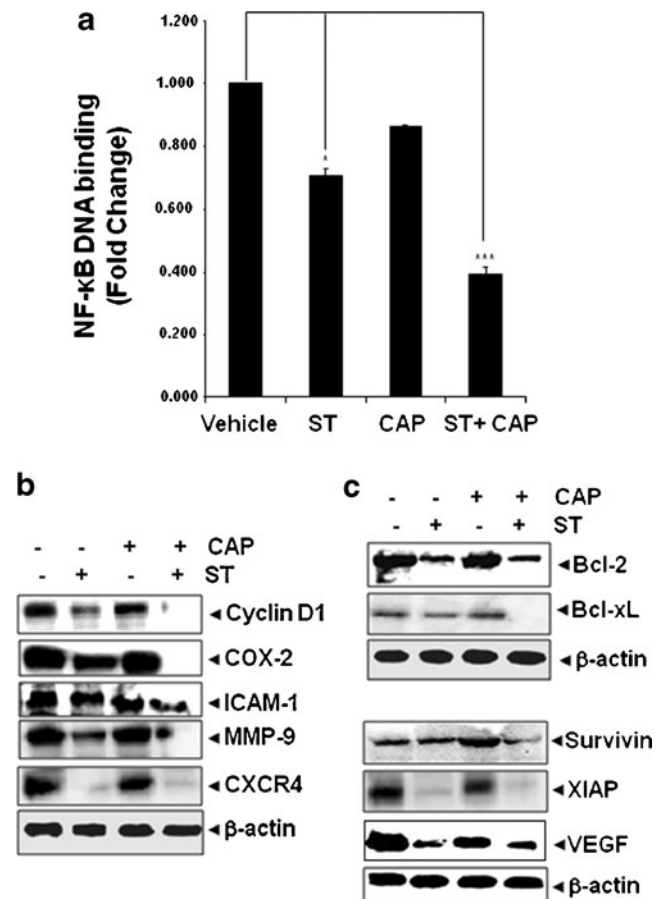 a
1.200
1.000
0.800
0.600
0.400
0.200
0.000
NF-κB DNA binding
(Fold Change)
*
***
Vehicle ST CAP ST+ CAP
b
- - + + CAP
- + - + ST
◄Cyclin D1
◄COX-2
◄ICAM-1
◄MMP-9
◄CXCR4
◄β-actin
c
- - + + CAP
- + - + ST
◄Bcl-2
◄Bcl-xL
◄β-actin
◄Survivin
◄XIAP
◄VEGF
◄β-actin